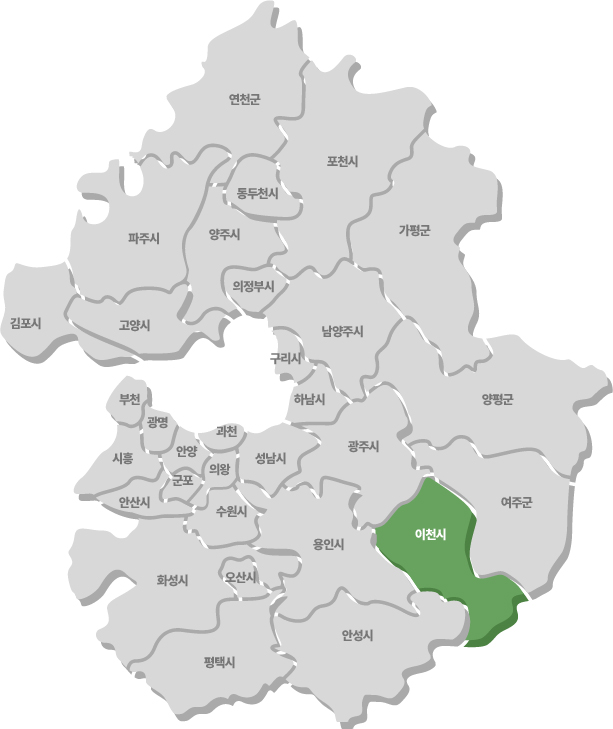 연천군
포천시
동두천시
가평군
양주시
파주시
의정부시
김포시
고양시
남양주시
구리시
부천
하남시
양평군
광명
과천
광주시
안양
시흥
성남시
의왕
군포
안산시
여주군
수원시
이천시
용인시
오산시
화성시
안성시
평택시